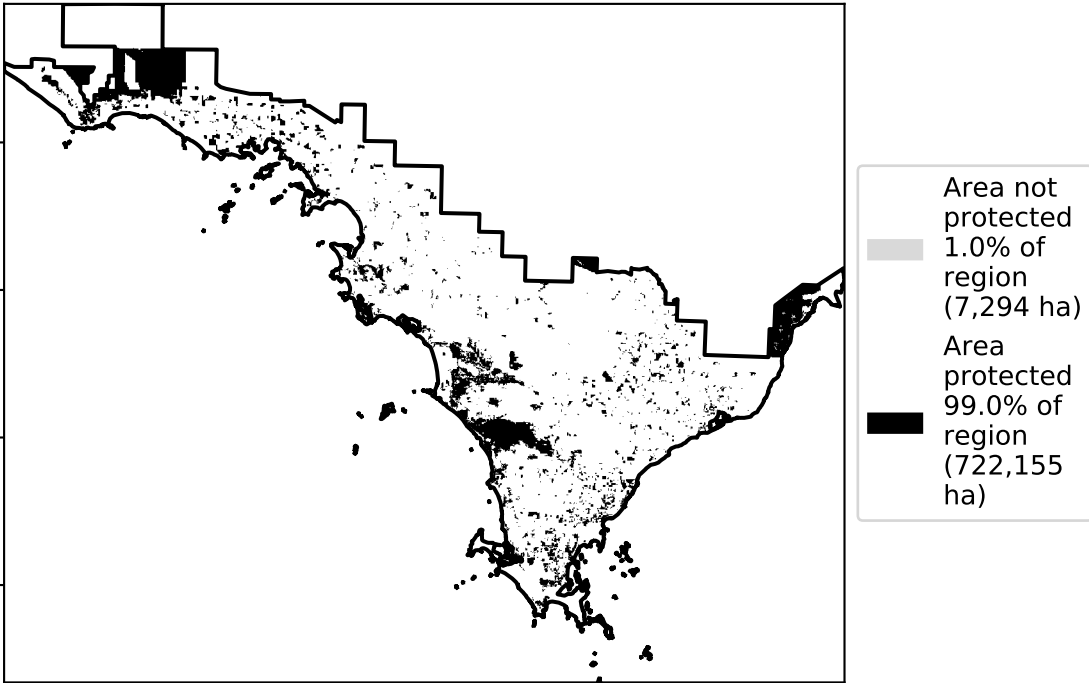 Area not
protected
1.0% of
region
(7,294 ha)
Area
protected
99.0% of
region
(722,155
ha)